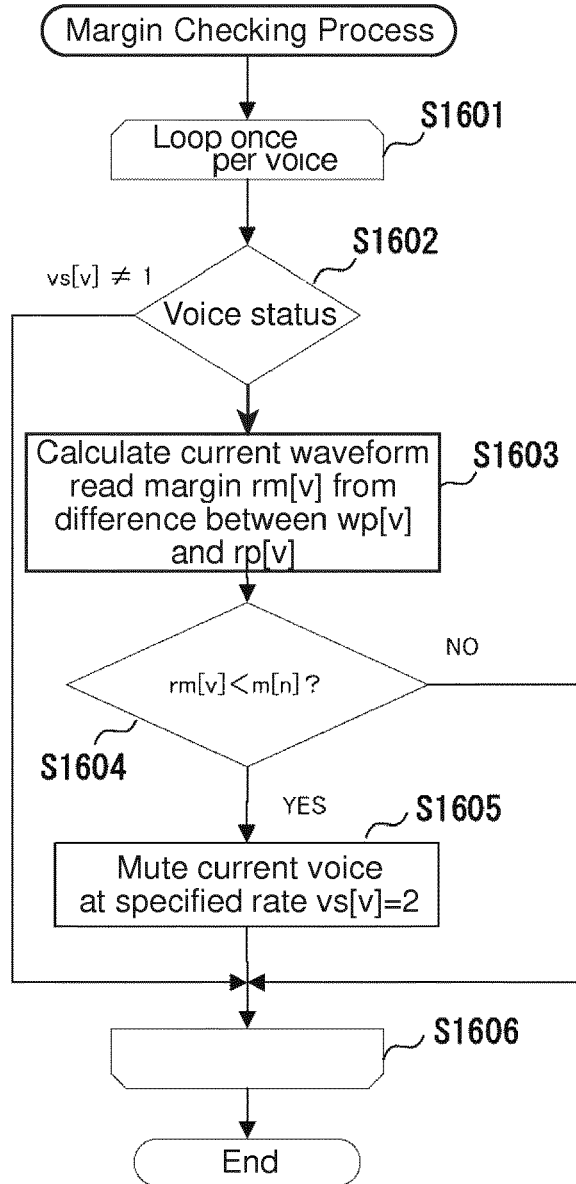 Margin Checking Process
S1601
Loop once
per voice
S1602
vs[v] ≠ 1
Voice status
Calculate current waveform
read margin rm[v] from
difference between wp[v]
and rp[v]
S1603
NO
rm[v]<m[n]?
S1604
YES
S1605
Mute current voice
at specified rate vs[v]=2
S1606
End